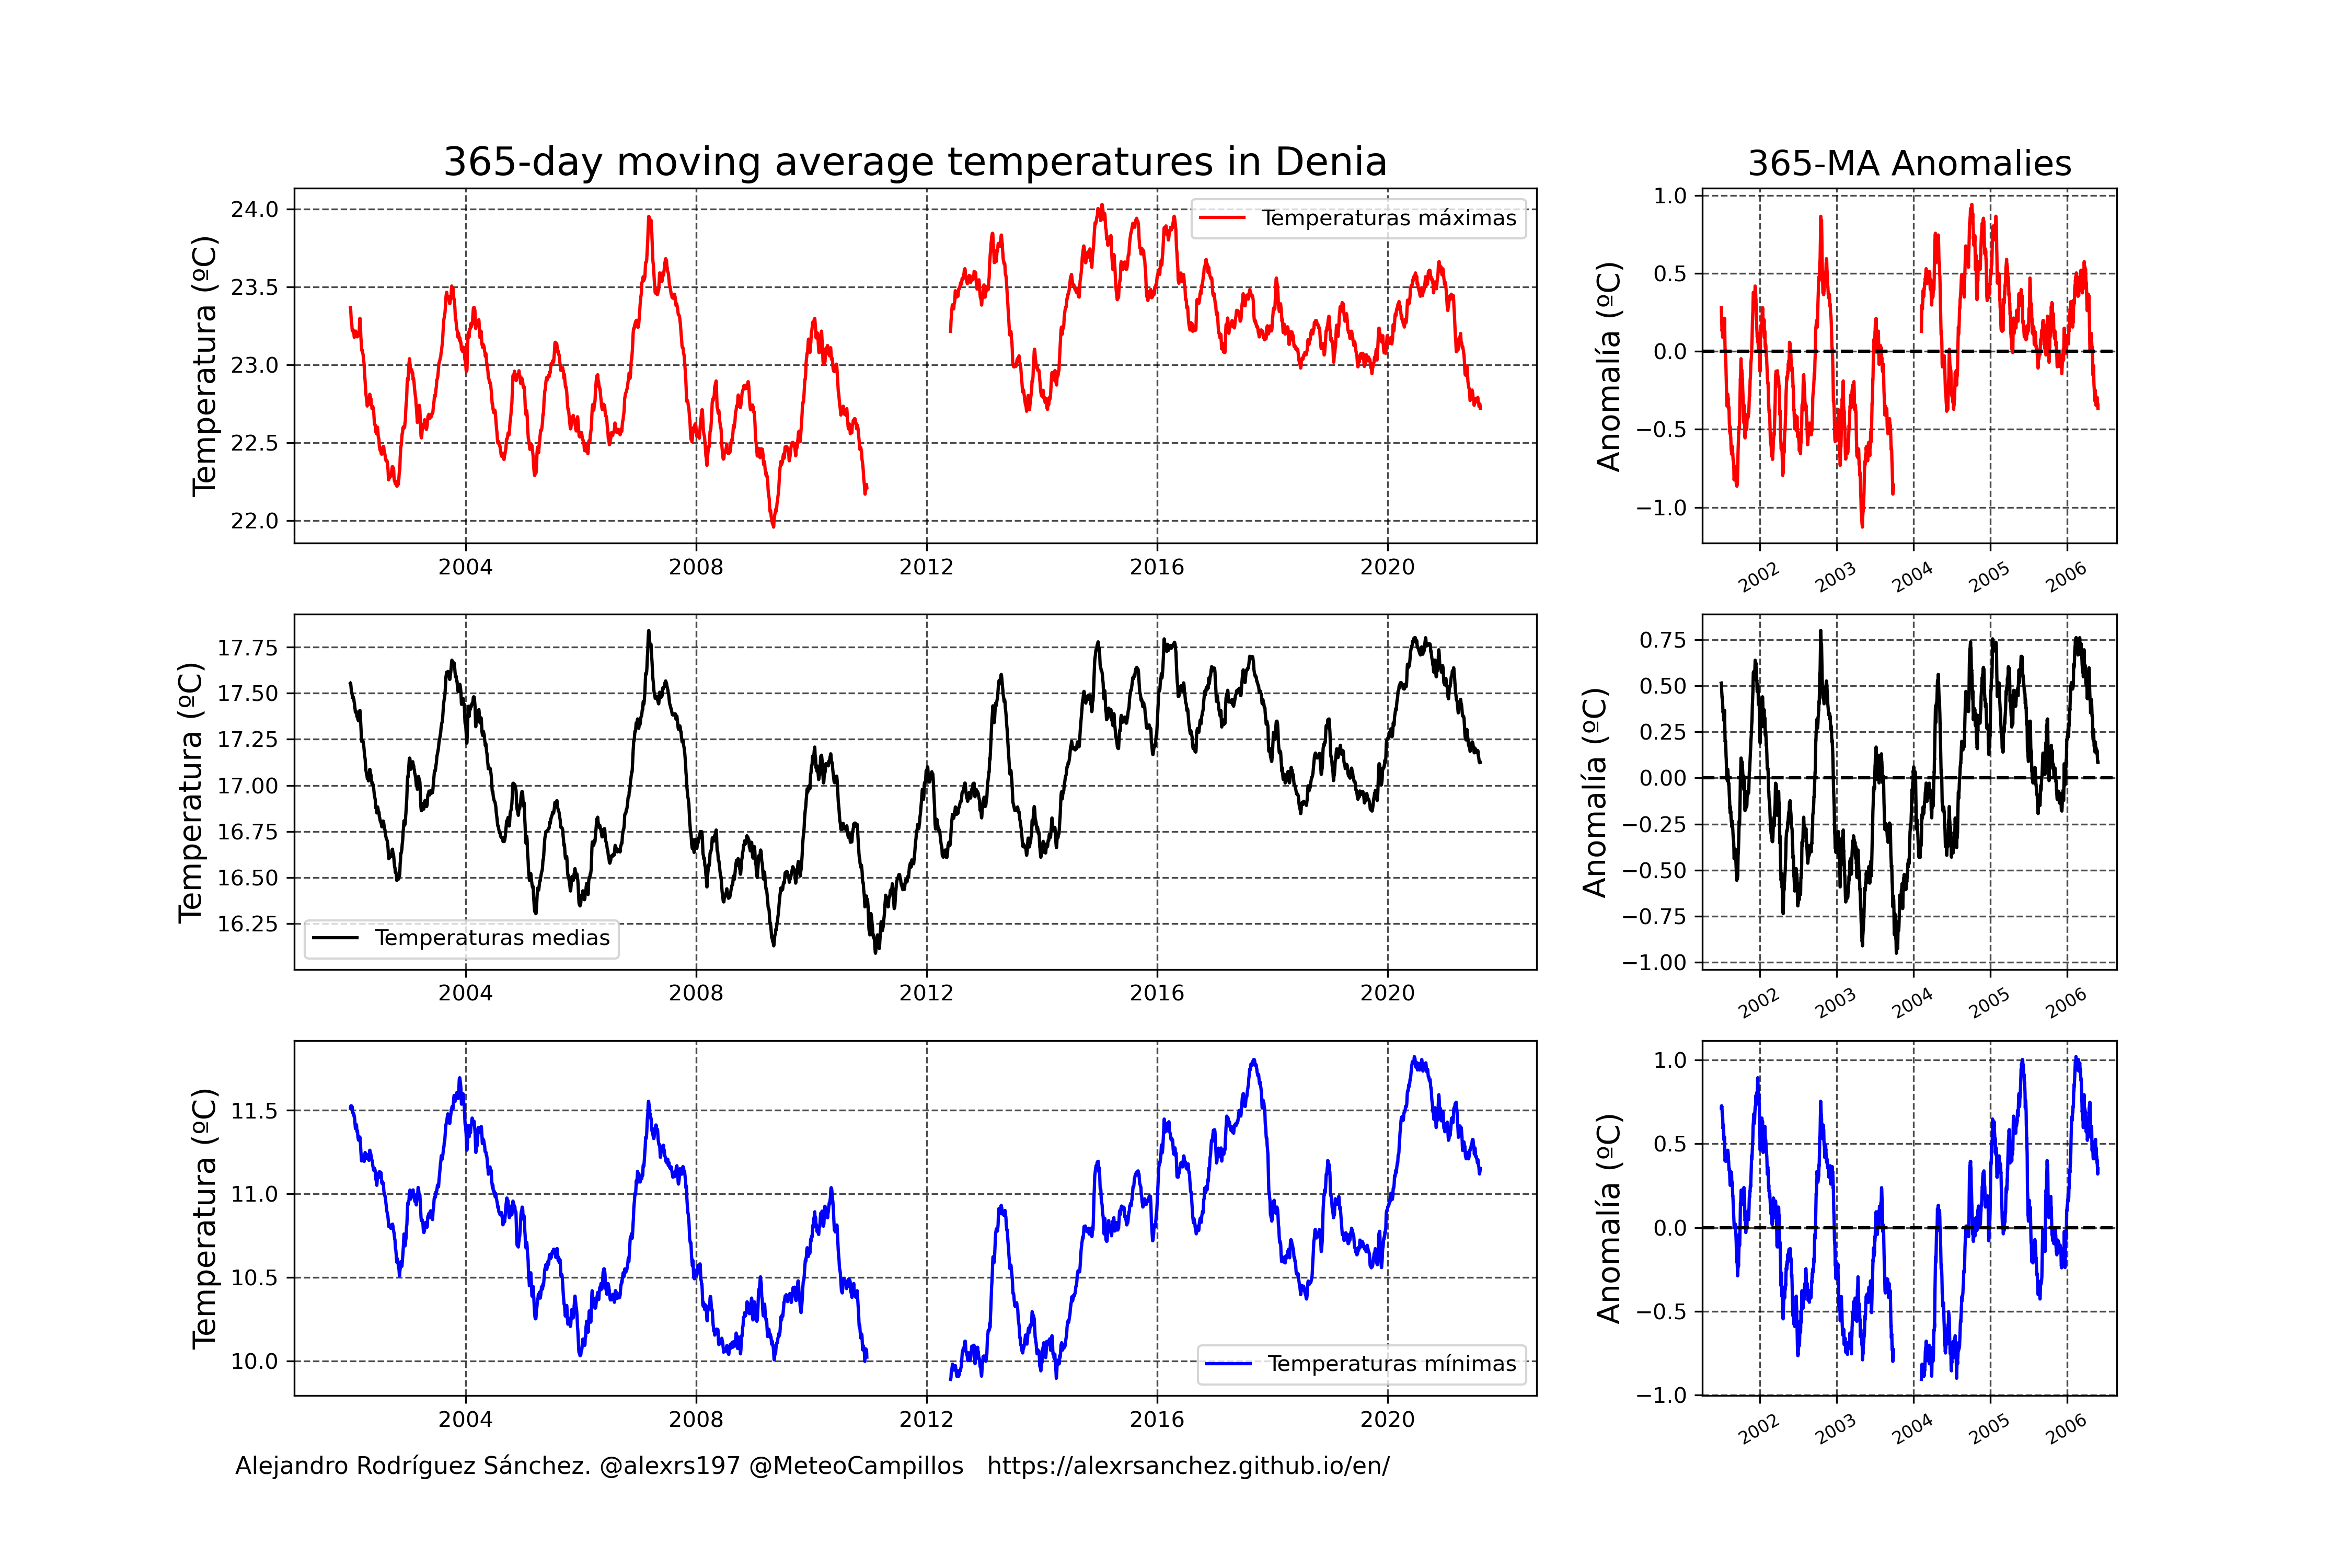 365-day moving average temperatures in Denia
365-MA Anomalies
Temperatura (ºC)
24.0
23.5
23.0
22.5
22.0
Temperaturas máximas
2004 2008 2012 2016 2020
Anomalía (ºC)
1.0
0.5
0.0
−0.5
−1.0
2002 2003 2004 2005 2006
Temperatura (ºC)
17.75
17.50
17.25
17.00
16.75
16.50
16.25
Temperaturas medias
2004 2008 2012 2016 2020
Anomalía (ºC)
0.75
0.50
0.25
0.00
−0.25
−0.50
−0.75
−1.00
2002 2003 2004 2005 2006
Temperatura (ºC)
11.5
11.0
10.5
10.0
Temperaturas mínimas
2004 2008 2012 2016 2020
Anomalía (ºC)
1.0
0.5
0.0
−0.5
−1.0
2002 2003 2004 2005 2006
Alejandro Rodríguez Sánchez. @alexrs197 @MeteoCampillos https://alexrsanchez.github.io/en/